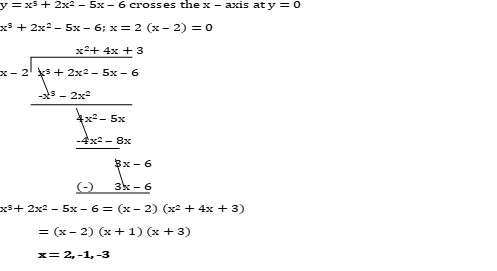 y = x³ + 2x² – 5x – 6 crosses the x – axis at y = 0
x³ + 2x² – 5x – 6; x = 2 (x – 2) = 0
x²+ 4x + 3
x – 2 x³ + 2x² – 5x – 6
-x³ – 2x²
4x² – 5x
-4x² – 8x
3x – 6
(-) 3x – 6
x³+ 2x² – 5x – 6 = (x – 2) (x² + 4x + 3)
= (x – 2) (x + 1) (x + 3)
x = 2, -1, -3